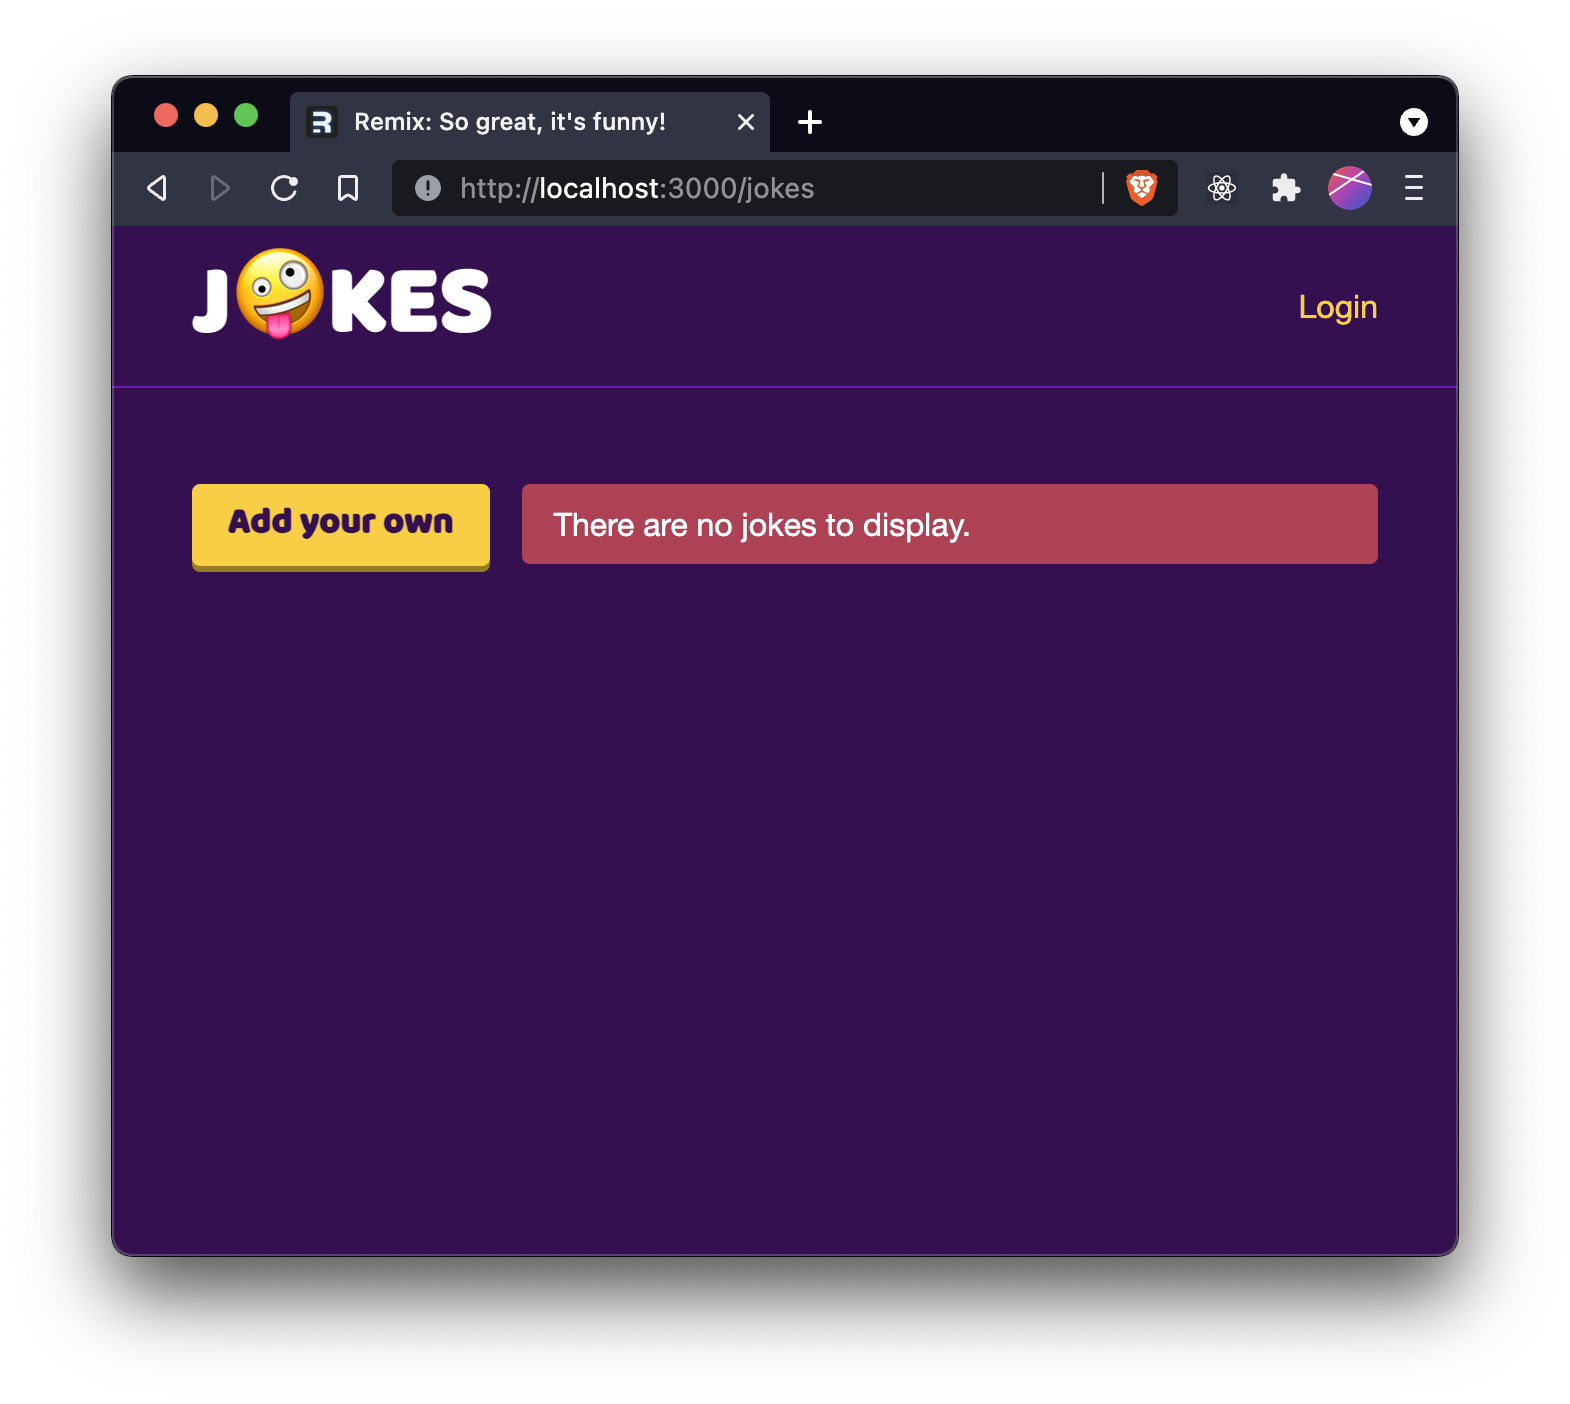 Remix: So great, it's funny!
http://localhost:3000/jokes
J🤪KES
Login
Add your own
There are no jokes to display.